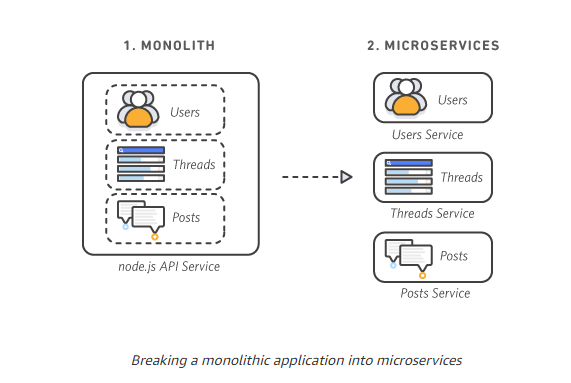 1. MONOLITH
Users
Threads
Posts
node.js API Service
2. MICROSERVICES
Users
Users Service
Threads
Threads Service
Posts
Posts Service
Breaking a monolithic application into microservices